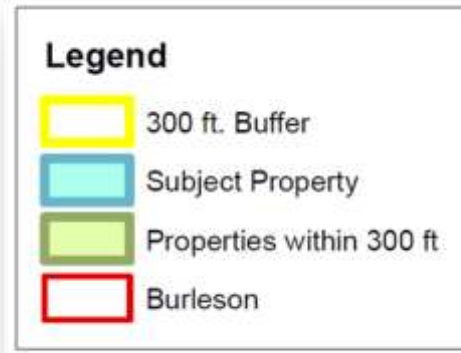 Legend
300 ft. Buffer
Subject Property
Properties within 300 ft
Burleson